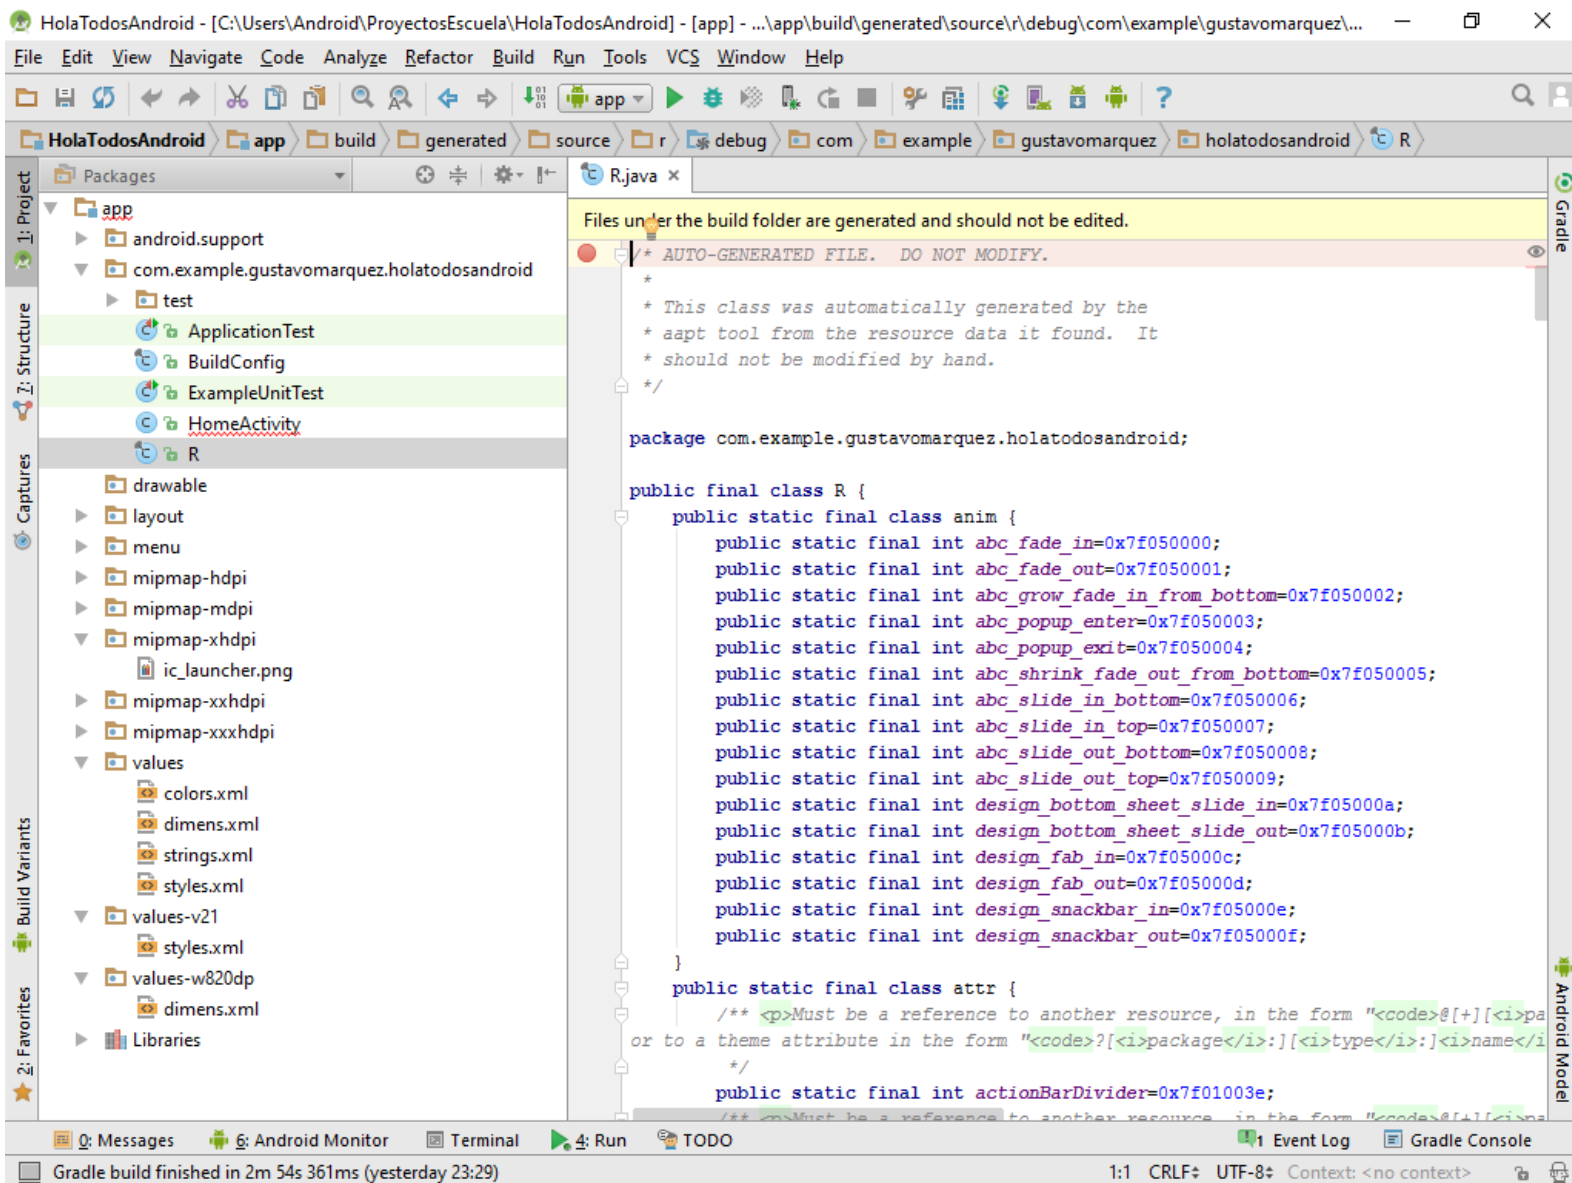 HolaTodosAndroid - [C:\Users\Android\ProyectosEscuela\HolaTodosAndroid] - [app] - ...\app\build\generated\source\r\debug\com\example\gustavomarquez\...
File Edit View Navigate Code Analyze Refactor Build Run Tools VCS Window Help
app
HolaTodosAndroid app build generated source r debug com example gustavomarquez holatodosandroid R
Packages
R.java
1: Project
7: Structure
Captures
Build Variants
2: Favorites
app
android.support
com.example.gustavomarquez.holatodosandroid
test
ApplicationTest
BuildConfig
ExampleUnitTest
HomeActivity
R
drawable
layout
menu
mipmap-hdpi
mipmap-mdpi
mipmap-xhdpi
ic_launcher.png
mipmap-xxhdpi
mipmap-xxxhdpi
values
colors.xml
dimens.xml
strings.xml
styles.xml
values-v21
styles.xml
values-w820dp
dimens.xml
Libraries
Files under the build folder are generated and should not be edited.
/* AUTO-GENERATED FILE.  DO NOT MODIFY.
*
* This class was automatically generated by the
* aapt tool from the resource data it found.  It
* should not be modified by hand.
*/
package com.example.gustavomarquez.holatodosandroid;
public final class R {
public static final class anim {
public static final int abc_fade_in=0x7f050000;
public static final int abc_fade_out=0x7f050001;
public static final int abc_grow_fade_in_from_bottom=0x7f050002;
public static final int abc_popup_enter=0x7f050003;
public static final int abc_popup_exit=0x7f050004;
public static final int abc_shrink_fade_out_from_bottom=0x7f050005;
public static final int abc_slide_in_bottom=0x7f050006;
public static final int abc_slide_in_top=0x7f050007;
public static final int abc_slide_out_bottom=0x7f050008;
public static final int abc_slide_out_top=0x7f050009;
public static final int design_bottom_sheet_slide_in=0x7f05000a;
public static final int design_bottom_sheet_slide_out=0x7f05000b;
public static final int design_fab_in=0x7f05000c;
public static final int design_fab_out=0x7f05000d;
public static final int design_snackbar_in=0x7f05000e;
public static final int design_snackbar_out=0x7f05000f;
}
public static final class attr {
/** <p>Must be a reference to another resource, in the form "<code>@[+][<i>pa
or to a theme attribute in the form "<code>?[<i>package</i>:][<i>type</i>:]<i>name</i
*/
public static final int actionBarDivider=0x7f01003e;
/** <p>Must be a reference to another resource, in the form "<code>@[+][<i>pa
Gradle
Android Model
0: Messages 6: Android Monitor Terminal 4: Run TODO 1 Event Log Gradle Console
Gradle build finished in 2m 54s 361ms (yesterday 23:29) 1:1 CRLF UTF-8 Context: <no context>